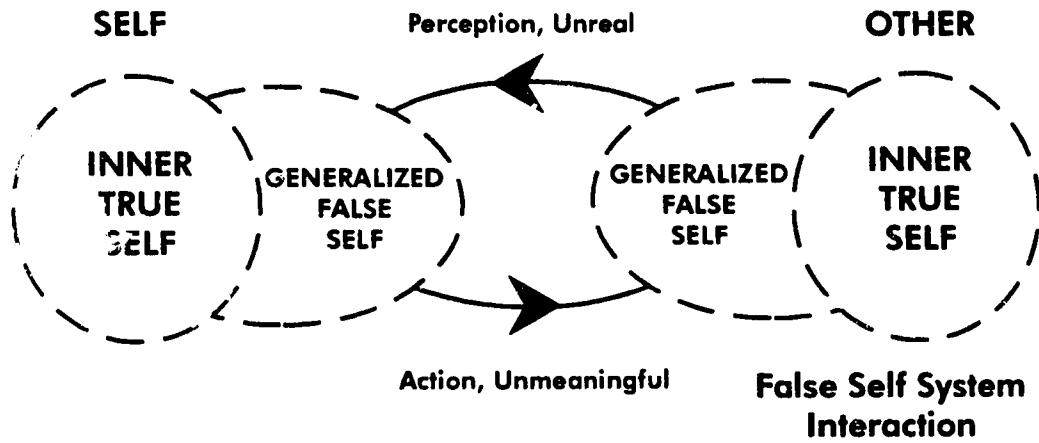 SELF
Perception, Unreal
OTHER
INNER
TRUE
SELF
GENERALIZED
FALSE
SELF
GENERALIZED
FALSE
SELF
INNER
TRUE
SELF
Action, Unmeaningful
False Self System
Interaction